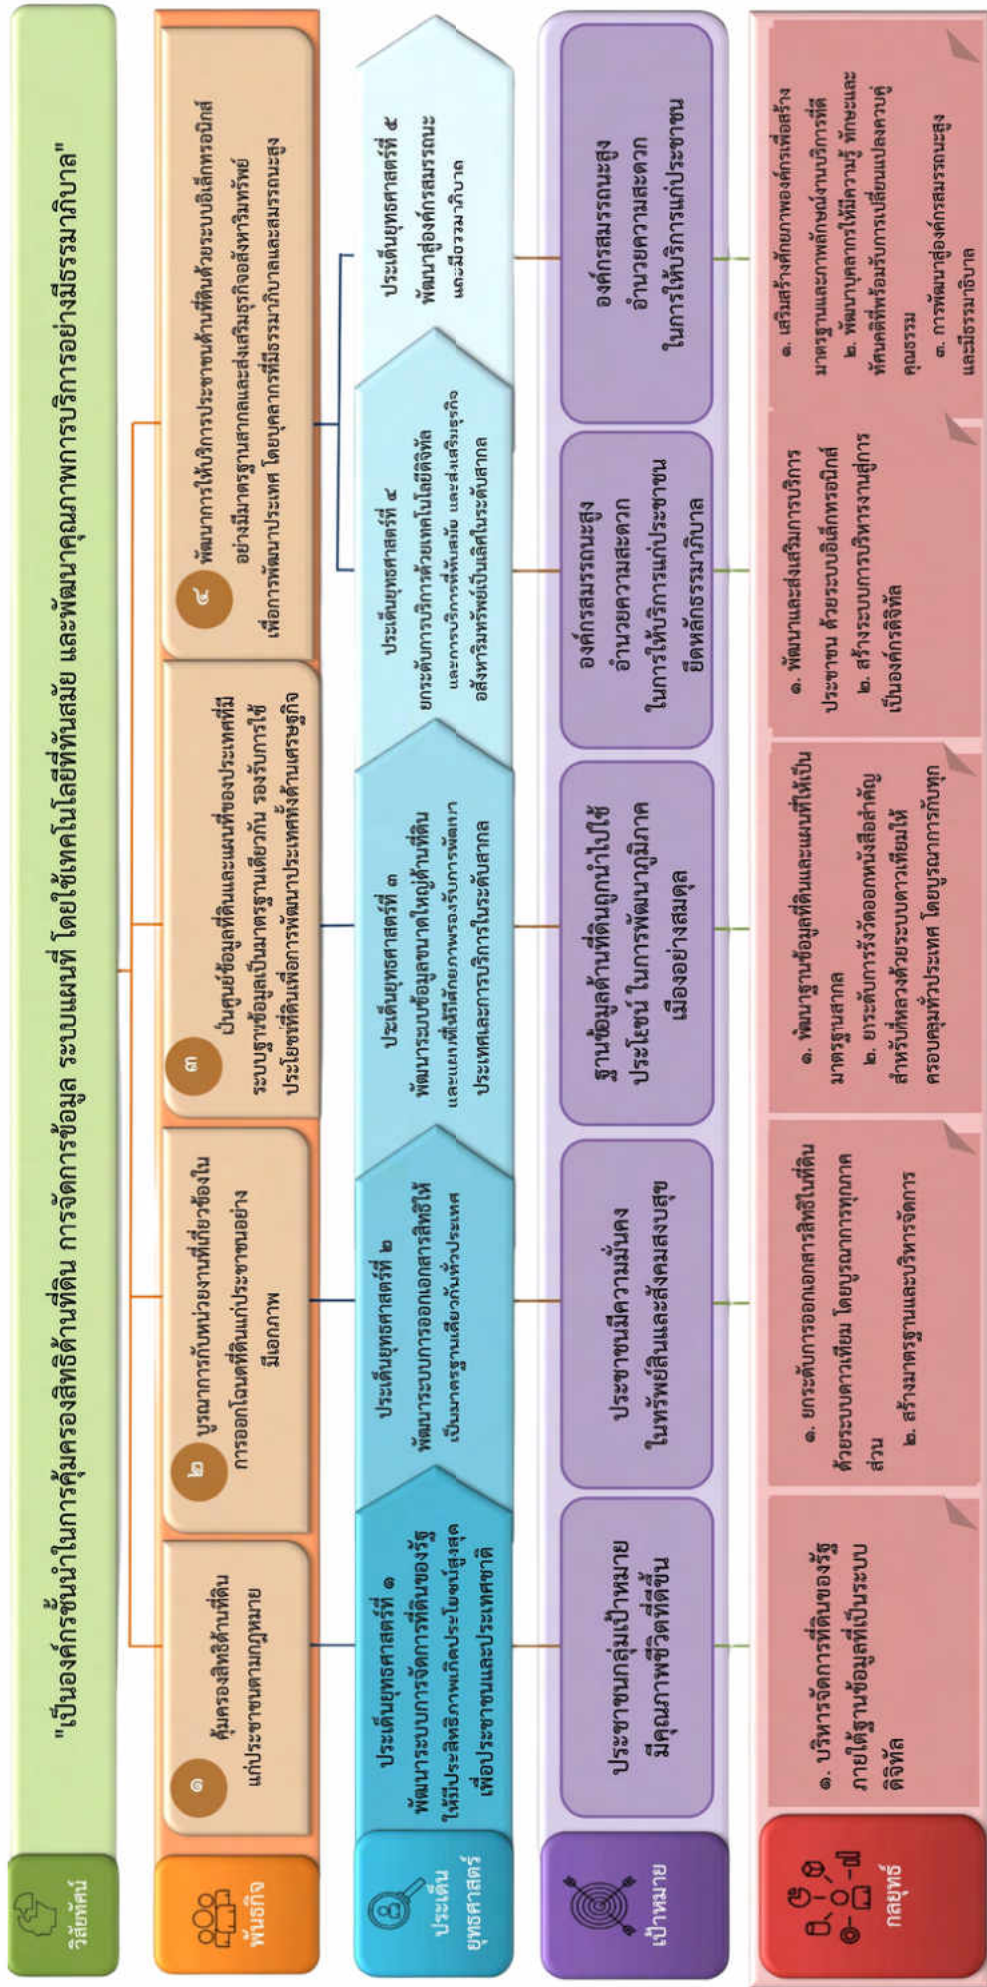 วิสัยทัศน์
"เป็นองค์กรชั้นนำในการคุ้มครองสิทธิด้านที่ดิน การจัดการข้อมูล ระบบแผนที่ โดยใช้เทคโนโลยีที่ทันสมัย และพัฒนาคุณภาพการบริการอย่างมีธรรมาภิบาล"
พันธกิจ
๑
คุ้มครองสิทธิด้านที่ดิน
แก่ประชาชนตามกฎหมาย
๒
บูรณาการกับหน่วยงานที่เกี่ยวข้องใน
การออกโฉนดที่ดินแก่ประชาชนอย่าง
มีเอกภาพ
๓
เป็นศูนย์ข้อมูลที่ดินและแผนที่ของประเทศที่มี
ระบบฐานข้อมูลเป็นมาตรฐานเดียวกัน รองรับการใช้
ประโยชน์ที่ดินเพื่อการพัฒนาประเทศทั้งด้านเศรษฐกิจ
๔
พัฒนาการให้บริการประชาชนด้านที่ดินด้วยระบบอิเล็กทรอนิกส์
อย่างมีมาตรฐานสากลและส่งเสริมธุรกิจอสังหาริมทรัพย์
เพื่อการพัฒนาประเทศ โดยบุคลากรที่มีธรรมาภิบาลและสมรรถนะสูง
ประเด็น
ยุทธศาสตร์
ประเด็นยุทธศาสตร์ที่ ๑
พัฒนาระบบการจัดการที่ดินของรัฐ
ให้มีประสิทธิภาพเกิดประโยชน์สูงสุด
เพื่อประชาชนและประเทศชาติ
ประเด็นยุทธศาสตร์ที่ ๒
พัฒนาระบบการออกเอกสารสิทธิให้
เป็นมาตรฐานเดียวกันทั่วประเทศ
ประเด็นยุทธศาสตร์ที่ ๓
พัฒนาระบบข้อมูลขนาดใหญ่ด้านที่ดิน
และแผนที่ให้มีศักยภาพรองรับการพัฒนา
ประเทศและการบริการในระดับสากล
ประเด็นยุทธศาสตร์ที่ ๔
ยกระดับการบริการด้วยเทคโนโลยีดิจิทัล
และการบริการที่ทันสมัย และส่งเสริมธุรกิจ
อสังหาริมทรัพย์เป็นเลิศในระดับสากล
ประเด็นยุทธศาสตร์ที่ ๕
พัฒนาสู่องค์กรสมรรถนะ
และมีธรรมาภิบาล
เป้าหมาย
ประชาชนกลุ่มเป้าหมาย
มีคุณภาพชีวิตที่ดีขึ้น
ประชาชนมีความมั่นคง
ในทรัพย์สินและสังคมสงบสุข
ฐานข้อมูลด้านที่ดินถูกนำไปใช้
ประโยชน์ ในการพัฒนาภูมิภาค
เมืองอย่างสมดุล
องค์กรสมรรถนะสูง
อำนวยความสะดวก
ในการให้บริการแก่ประชาชน
ยึดหลักธรรมาภิบาล
องค์กรสมรรถนะสูง
อำนวยความสะดวก
ในการให้บริการแก่ประชาชน
กลยุทธ์
๑. บริหารจัดการที่ดินของรัฐ
ภายใต้ฐานข้อมูลที่เป็นระบบ
ดิจิทัล
๑. ยกระดับการออกเอกสารสิทธิในที่ดิน
ด้วยระบบดาวเทียม โดยบูรณาการทุกภาค
ส่วน
๒. สร้างมาตรฐานและบริหารจัดการ
๑. พัฒนาฐานข้อมูลที่ดินและแผนที่ให้เป็น
มาตรฐานสากล
๒. ยาระดับการรังวัดออกหนังสือสำคัญ
สำหรับที่หลวงด้วยระบบดาวเทียมให้
ครอบคลุมทั่วประเทศ โดยบูรณาการกับทุก
๑. พัฒนาและส่งเสริมการบริการ
ประชาชน ด้วยระบบอิเล็กทรอนิกส์
๒. สร้างระบบการบริหารงานสู่การ
เป็นองค์กรดิจิทัล
๑. เสริมสร้างศักยภาพองค์กรเพื่อสร้าง
มาตรฐานและภาพลักษณ์งานบริการที่ดี
๒. พัฒนาบุคลากรให้มีความรู้ ทักษะและ
ทัศนคติที่พร้อมรับการเปลี่ยนแปลงควบคู่
คุณธรรม
๓. การพัฒนาสู่องค์กรสมรรถนะสูง
และมีธรรมาธิบาล